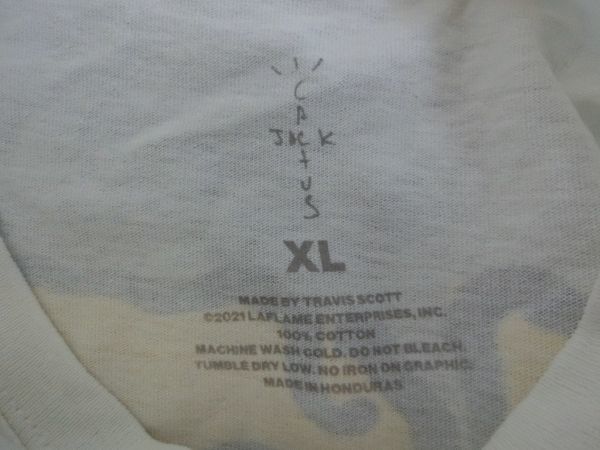 CACTUS
JACK
XL
MADE BY TRAVIS SCOTT
©2021 LAFLAME ENTERPRISES, INC.
100% COTTON
MACHINE WASH COLD. DO NOT BLEACH.
TUMBLE DRY LOW. NO IRON ON GRAPHIC.
MADE IN HONDURAS